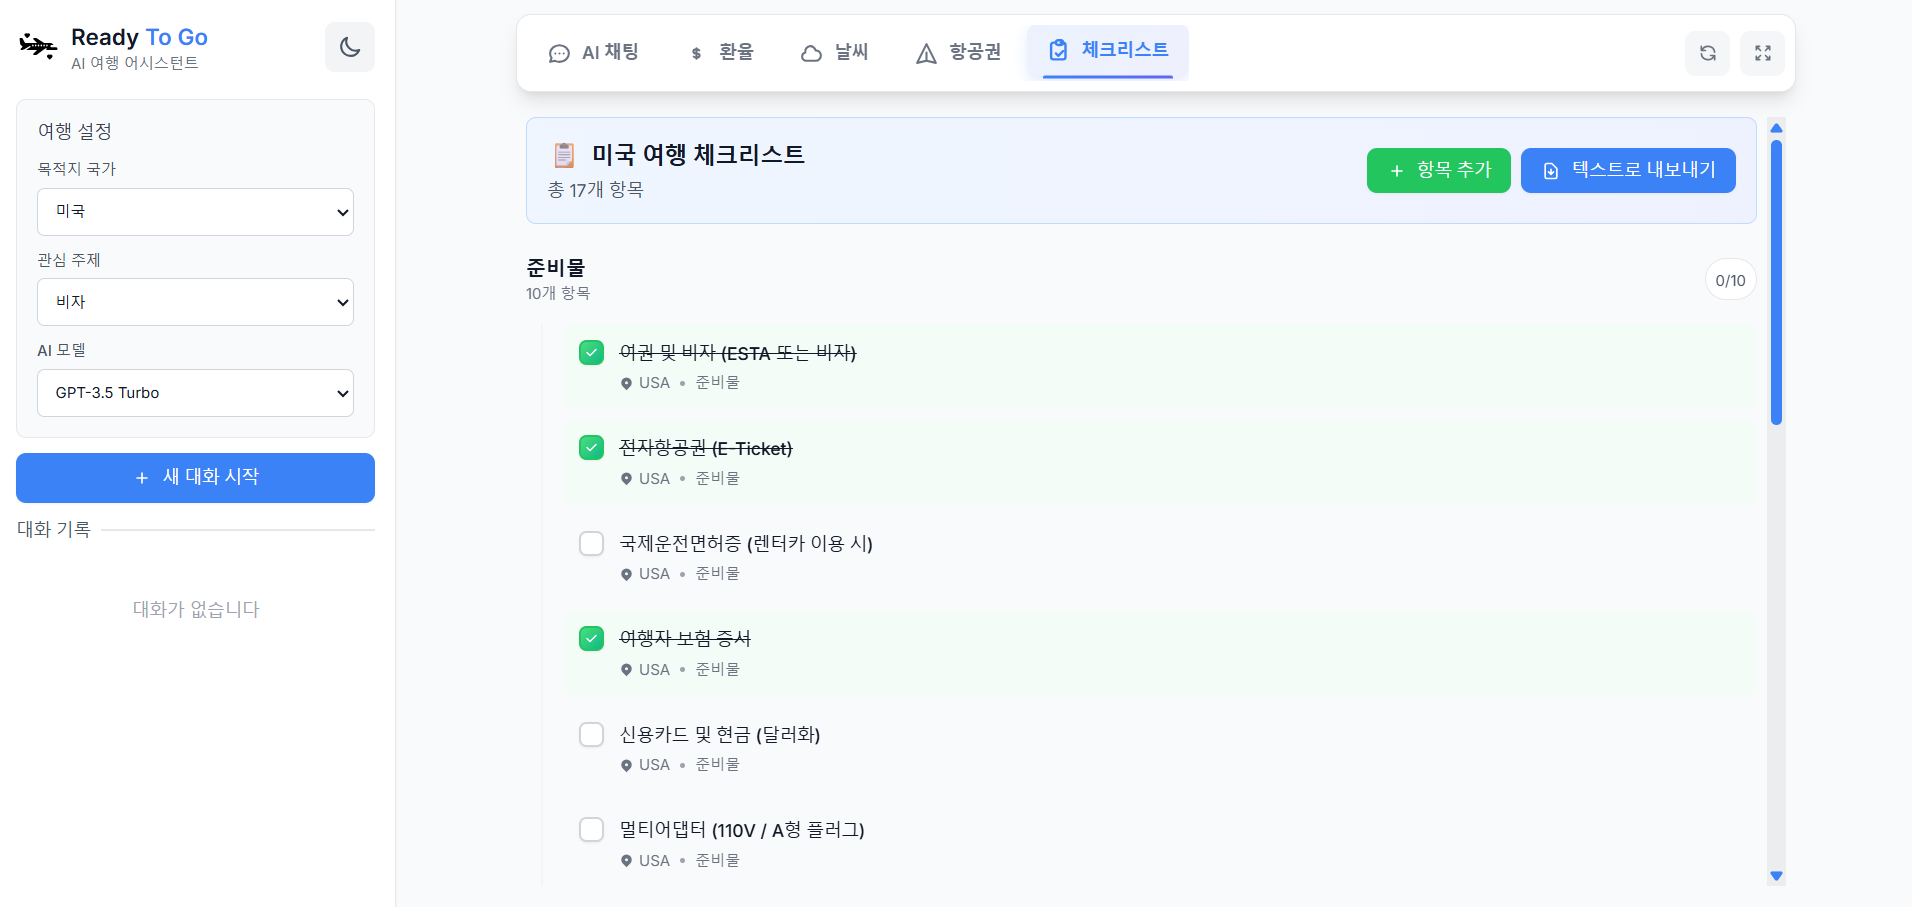 Ready To Go
AI 여행 어시스턴트
여행 설정
목적지 국가
미국
관심 주제
비자
AI 모델
GPT-3.5 Turbo
+ 새 대화 시작
대화 기록
대화가 없습니다
AI 채팅
$ 환율
날씨
항공권
체크리스트
미국 여행 체크리스트
총 17개 항목
+ 항목 추가
텍스트로 내보내기
준비물
10개 항목
0/10
여권 및 비자 (ESTA 또는 비자)
USA • 준비물
전자항공권 (E-Ticket)
USA • 준비물
국제운전면허증 (렌터카 이용 시)
USA • 준비물
여행자 보험 증서
USA • 준비물
신용카드 및 현금 (달러화)
USA • 준비물
멀티어댑터 (110V / A형 플러그)
USA • 준비물